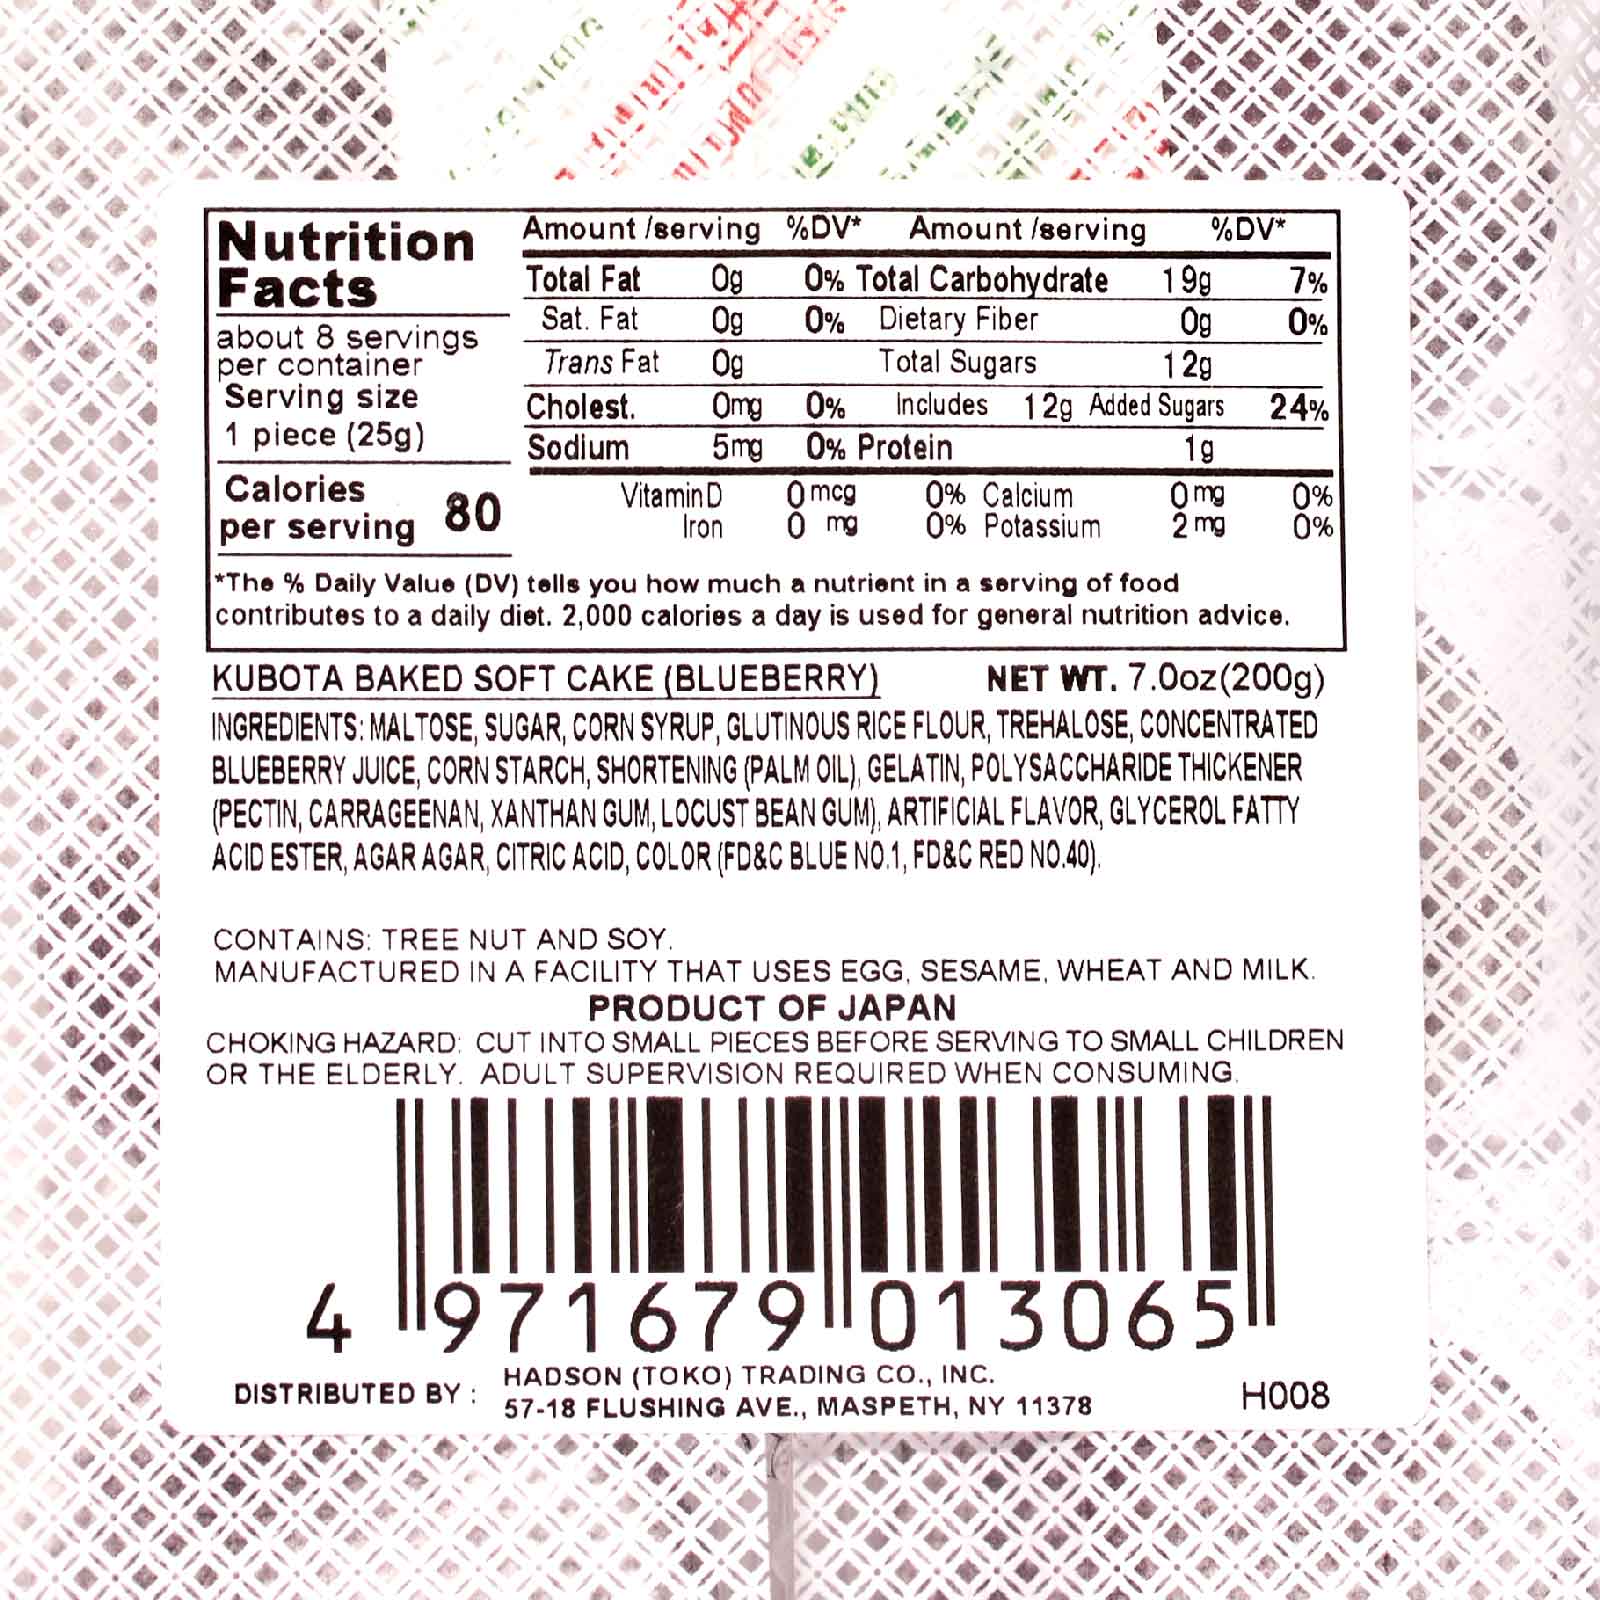 Nutrition Facts
about 8 servings per container
Serving size
1 piece (25g)
Calories per serving 80
Amount /serving %DV* Amount /serving %DV*
Total Fat 0g 0% Total Carbohydrate 19g 7%
Sat. Fat 0g 0% Dietary Fiber 0g 0%
Trans Fat 0g Total Sugars 12g
Cholest. 0mg 0% Includes 12g Added Sugars 24%
Sodium 5mg 0% Protein 1g
Vitamin D 0 mcg 0% Calcium 0 mg 0%
Iron 0 mg 0% Potassium 2 mg 0%
*The % Daily Value (DV) tells you how much a nutrient in a serving of food
contributes to a daily diet. 2,000 calories a day is used for general nutrition advice.
KUBOTA BAKED SOFT CAKE (BLUEBERRY) NET WT. 7.0oz(200g)
INGREDIENTS: MALTOSE, SUGAR, CORN SYRUP, GLUTINOUS RICE FLOUR, TREHALOSE, CONCENTRATED
BLUEBERRY JUICE, CORN STARCH, SHORTENING (PALM OIL), GELATIN, POLYSACCHARIDE THICKENER
(PECTIN, CARRAGEENAN, XANTHAN GUM, LOCUST BEAN GUM), ARTIFICIAL FLAVOR, GLYCEROL FATTY
ACID ESTER, AGAR AGAR, CITRIC ACID, COLOR (FD&C BLUE NO.1, FD&C RED NO.40).
CONTAINS: TREE NUT AND SOY.
MANUFACTURED IN A FACILITY THAT USES EGG, SESAME, WHEAT AND MILK.
PRODUCT OF JAPAN
CHOKING HAZARD: CUT INTO SMALL PIECES BEFORE SERVING TO SMALL CHILDREN
OR THE ELDERLY. ADULT SUPERVISION REQUIRED WHEN CONSUMING.
4 971679 013065
DISTRIBUTED BY : HADSON (TOKO) TRADING CO., INC.
57-18 FLUSHING AVE., MASPETH, NY 11378
H008